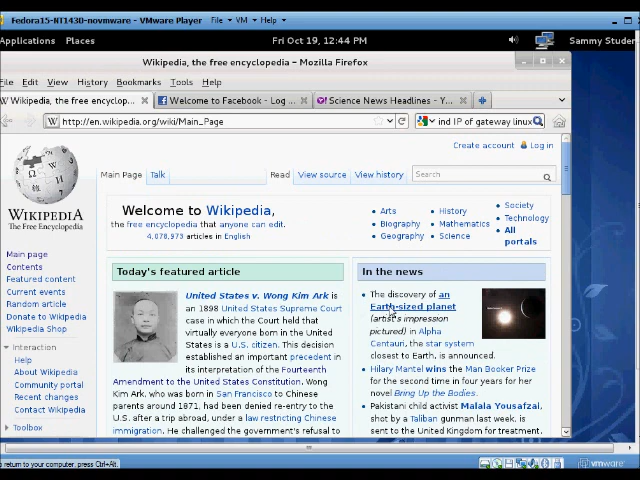 Fedora15-NT1430-novmware - VMware Player File VM Help
Applications Places Fri Oct 19, 12:44 PM Sammy Studer
Wikipedia, the free encyclopedia - Mozilla Firefox
File Edit View History Bookmarks Tools Help
W Wikipedia, the free encyclop... Welcome to Facebook - Log ... Science News Headlines - Y...
http://en.wikipedia.org/wiki/Main_Page ind IP of gateway linux
Create account Log in
Main Page Talk Read View source View history Search
WIKIPEDIA
The Free Encyclopedia
Main page
Contents
Featured content
Current events
Random article
Donate to Wikipedia
Wikipedia Shop
Interaction
Help
About Wikipedia
Community portal
Recent changes
Contact Wikipedia
Toolbox
Welcome to Wikipedia,
the free encyclopedia that anyone can edit.
4,078,973 articles in English
Arts
Biography
Geography
History
Mathematics
Science
Society
Technology
All
portals
Today's featured article
United States v. Wong Kim Ark is
an 1898 United States Supreme
Court case in which the Court held that
virtually everyone born in the United
States is a U.S. citizen. This decision
established an important precedent in
its interpretation of the Fourteenth
Amendment to the United States Constitution. Wong
Kim Ark, who was born in San Francisco to Chinese
parents around 1871, had been denied re-entry to the
U.S. after a trip abroad, under a law restricting Chinese
immigration. He challenged the government's refusal to
In the news
The discovery of an
Earth-sized planet
(artist's impression
pictured) in Alpha
Centauri, the star system
closest to Earth, is announced.
Hilary Mantel wins the Man Booker Prize
for the second time in four years for her
novel Bring Up the Bodies.
Pakistani child activist Malala Yousafzai,
shot by a Taliban gunman last week, is
sent to the United Kingdom for treatment.
o return to your computer, press Ctrl+Alt. vmware